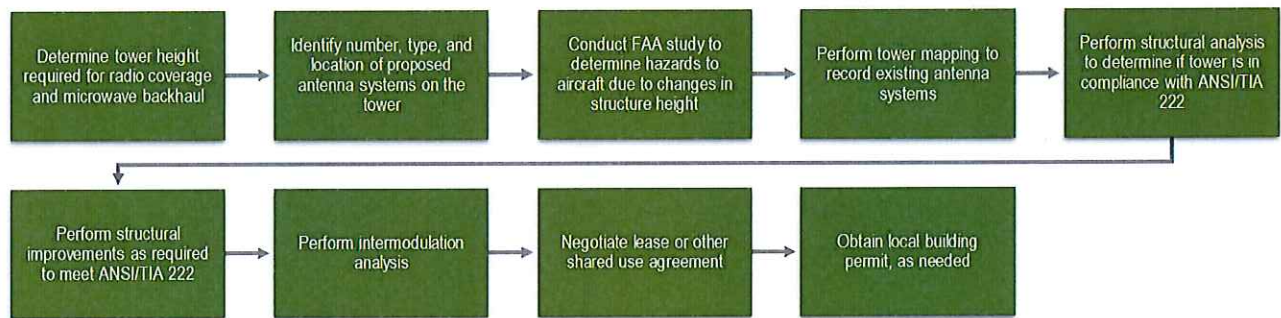 Determine tower height
required for radio coverage
and microwave backhaul
Identify number, type, and
location of proposed
antenna systems on the
tower
Conduct FAA study to
determine hazards to
aircraft due to changes in
structure height
Perform tower mapping to
record existing antenna
systems
Perform structural analysis
to determine if tower is in
compliance with ANSI/TIA
222
Perform structural
improvements as required
to meet ANSI/TIA 222
Perform intermodulation
analysis
Negotiate lease or other
shared use agreement
Obtain local building
permit, as needed